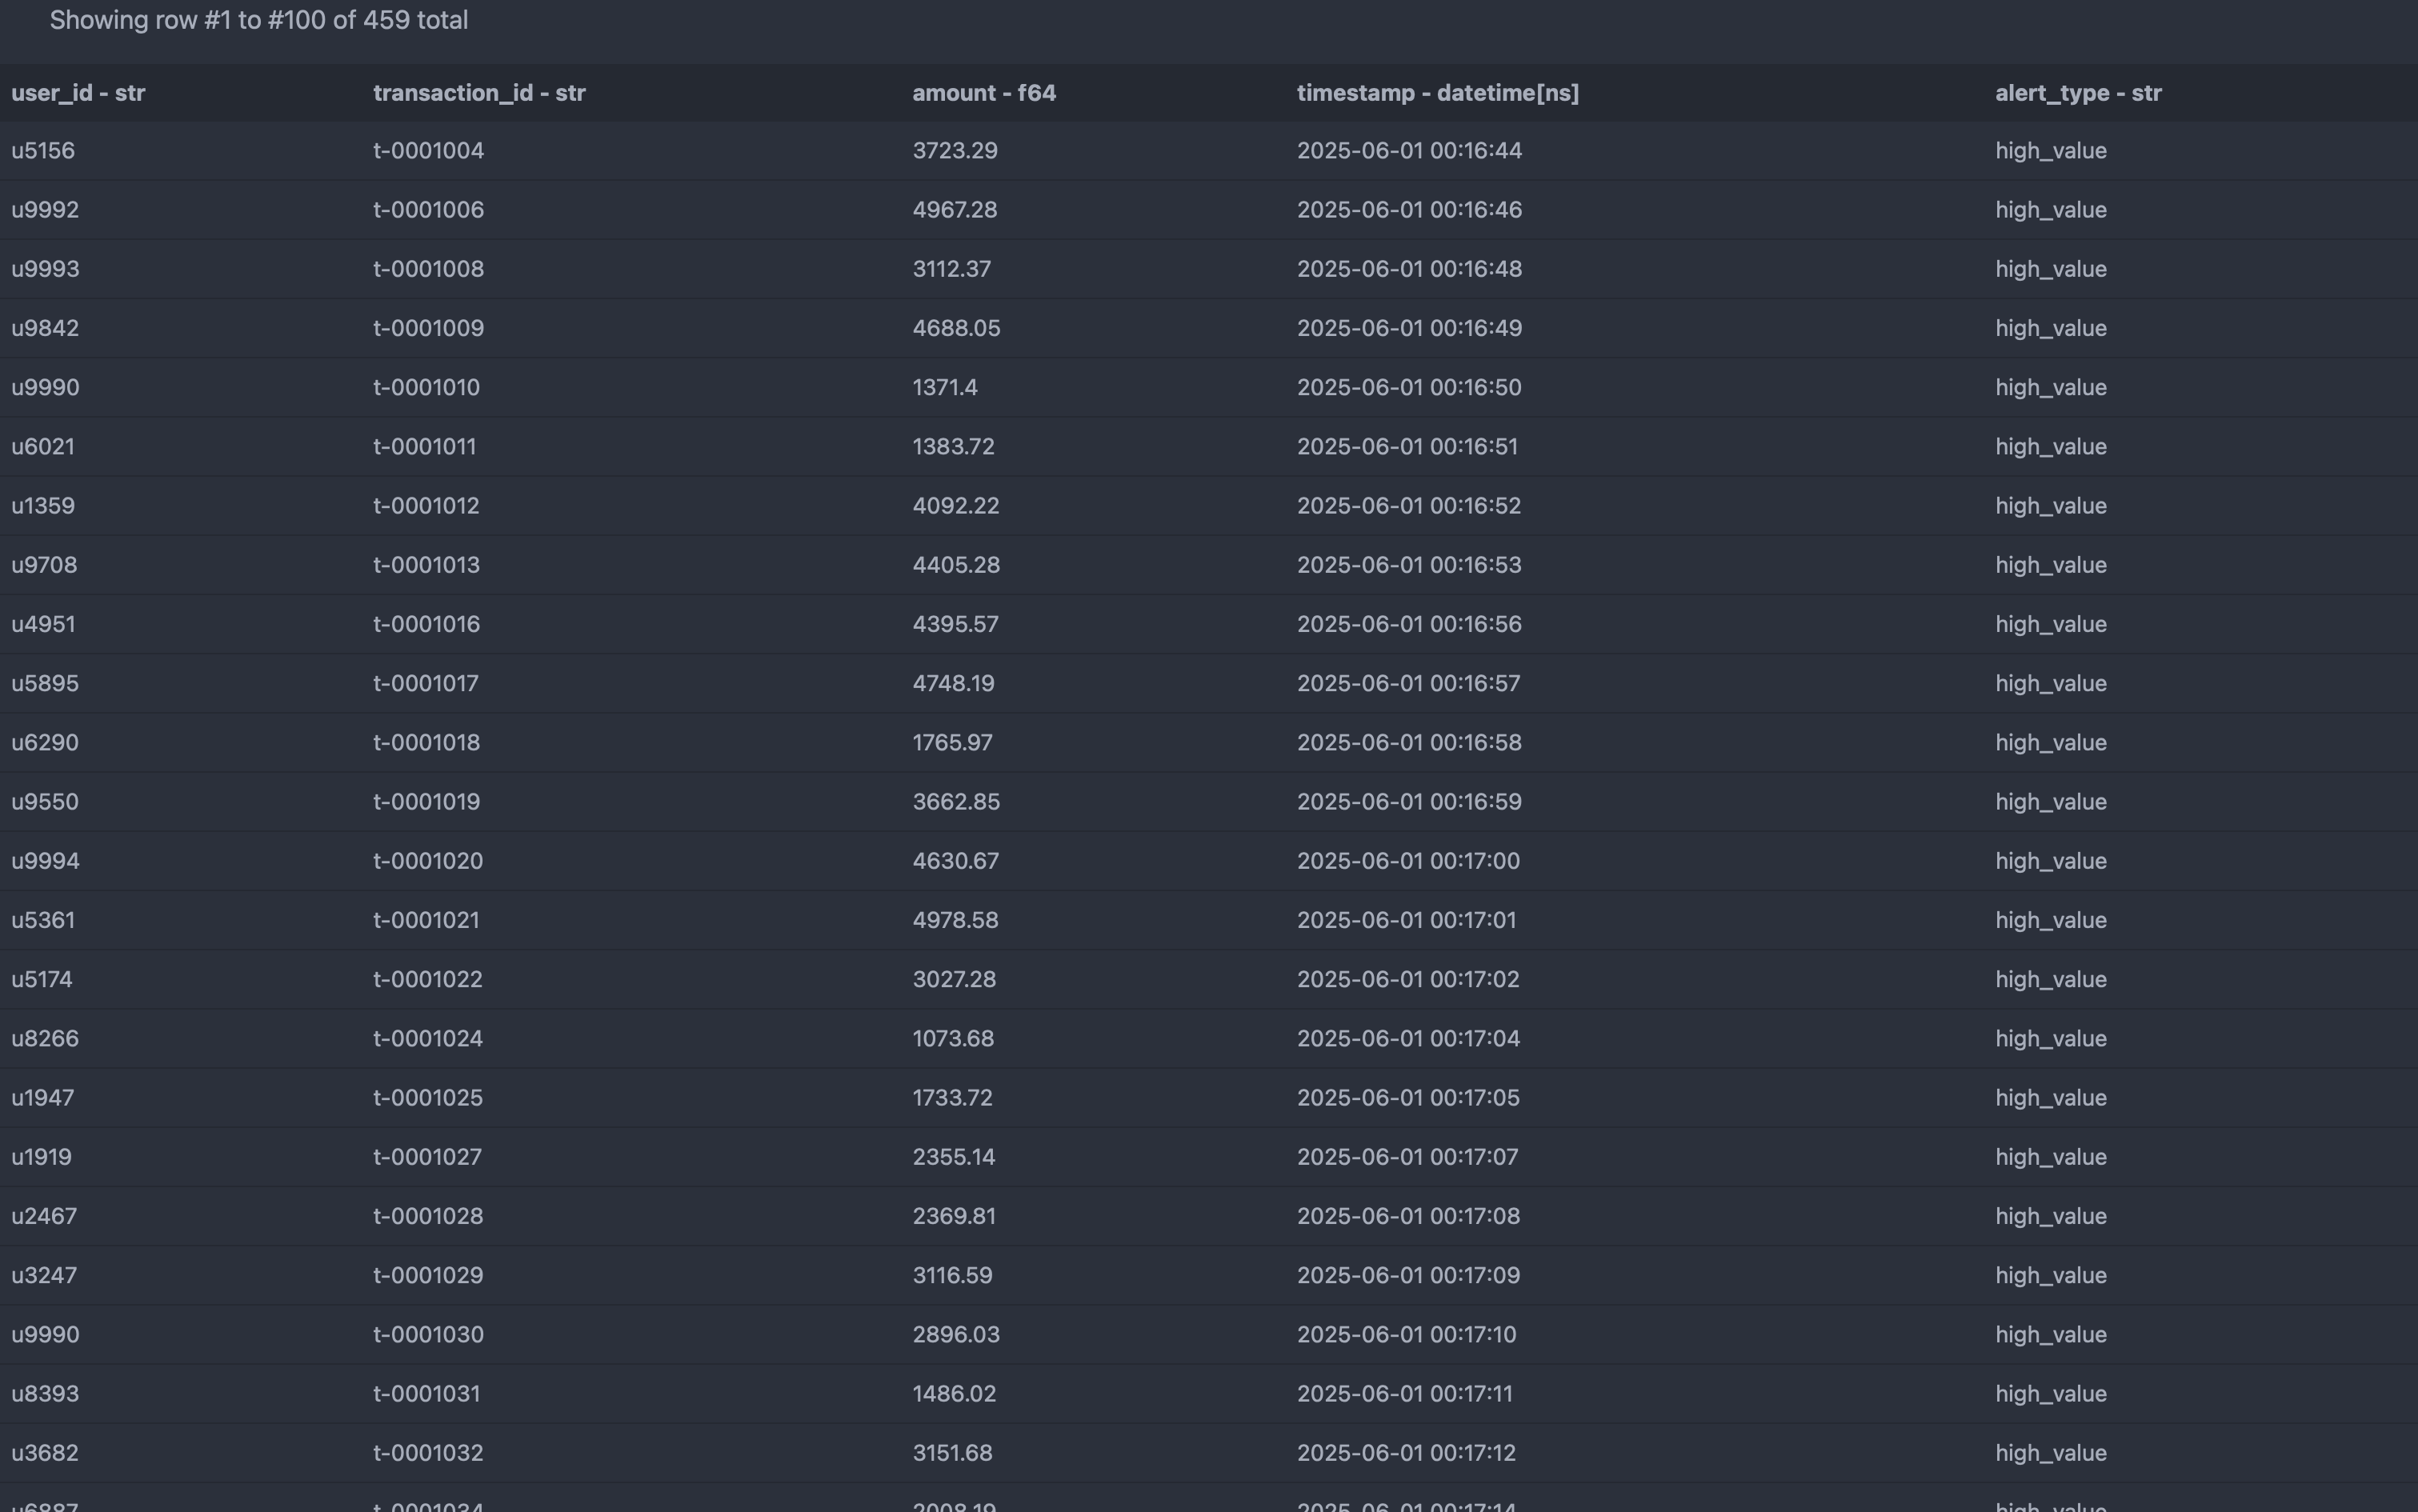 Showing row #1 to #100 of 459 total
user_id - str transaction_id - str amount - f64 timestamp - datetime[ns] alert_type - str
u5156 t-0001004 3723.29 2025-06-01 00:16:44 high_value
u9992 t-0001006 4967.28 2025-06-01 00:16:46 high_value
u9993 t-0001008 3112.37 2025-06-01 00:16:48 high_value
u9842 t-0001009 4688.05 2025-06-01 00:16:49 high_value
u9990 t-0001010 1371.4 2025-06-01 00:16:50 high_value
u6021 t-0001011 1383.72 2025-06-01 00:16:51 high_value
u1359 t-0001012 4092.22 2025-06-01 00:16:52 high_value
u9708 t-0001013 4405.28 2025-06-01 00:16:53 high_value
u4951 t-0001016 4395.57 2025-06-01 00:16:56 high_value
u5895 t-0001017 4748.19 2025-06-01 00:16:57 high_value
u6290 t-0001018 1765.97 2025-06-01 00:16:58 high_value
u9550 t-0001019 3662.85 2025-06-01 00:16:59 high_value
u9994 t-0001020 4630.67 2025-06-01 00:17:00 high_value
u5361 t-0001021 4978.58 2025-06-01 00:17:01 high_value
u5174 t-0001022 3027.28 2025-06-01 00:17:02 high_value
u8266 t-0001024 1073.68 2025-06-01 00:17:04 high_value
u1947 t-0001025 1733.72 2025-06-01 00:17:05 high_value
u1919 t-0001027 2355.14 2025-06-01 00:17:07 high_value
u2467 t-0001028 2369.81 2025-06-01 00:17:08 high_value
u3247 t-0001029 3116.59 2025-06-01 00:17:09 high_value
u9990 t-0001030 2896.03 2025-06-01 00:17:10 high_value
u8393 t-0001031 1486.02 2025-06-01 00:17:11 high_value
u3682 t-0001032 3151.68 2025-06-01 00:17:12 high_value
t-0001034 2025-06-01 00:17:14 high_value